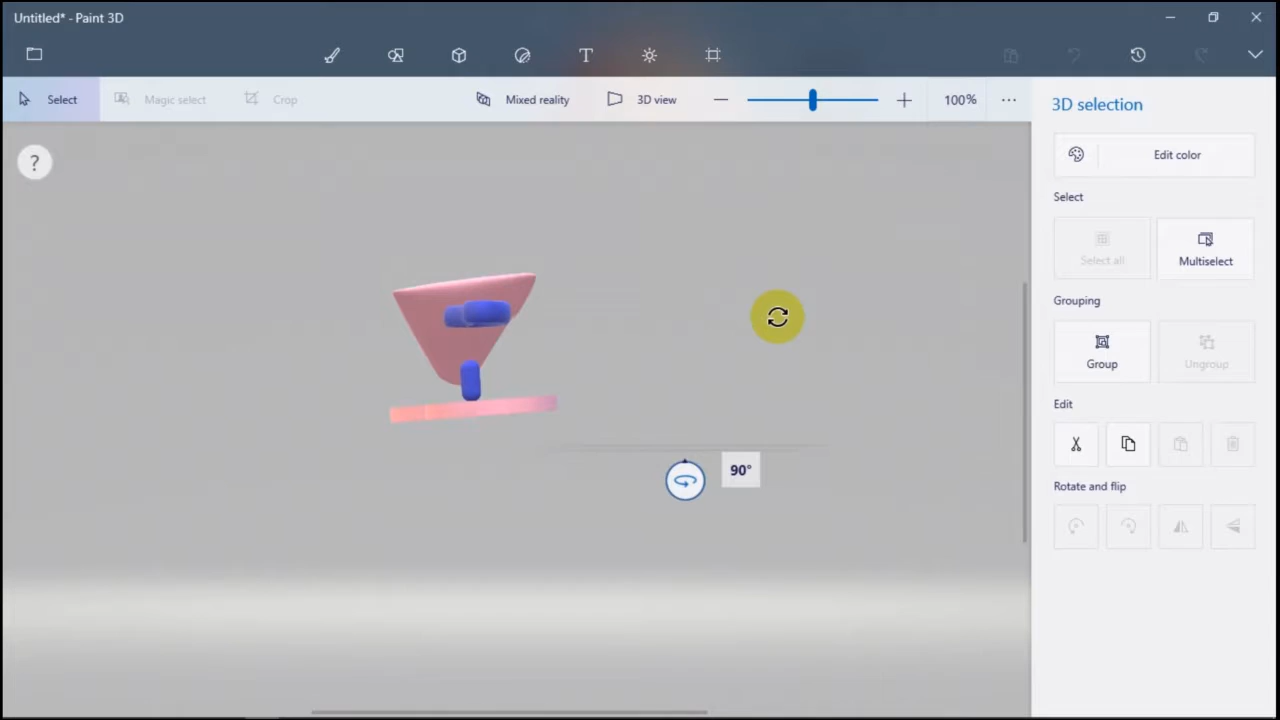 Untitled* - Paint 3D
T
Select
Magic select
Crop
Mixed reality
3D view
100%
3D selection
?
Edit color
Select
Select all
Multiselect
Grouping
Group
Ungroup
Edit
90°
Rotate and flip